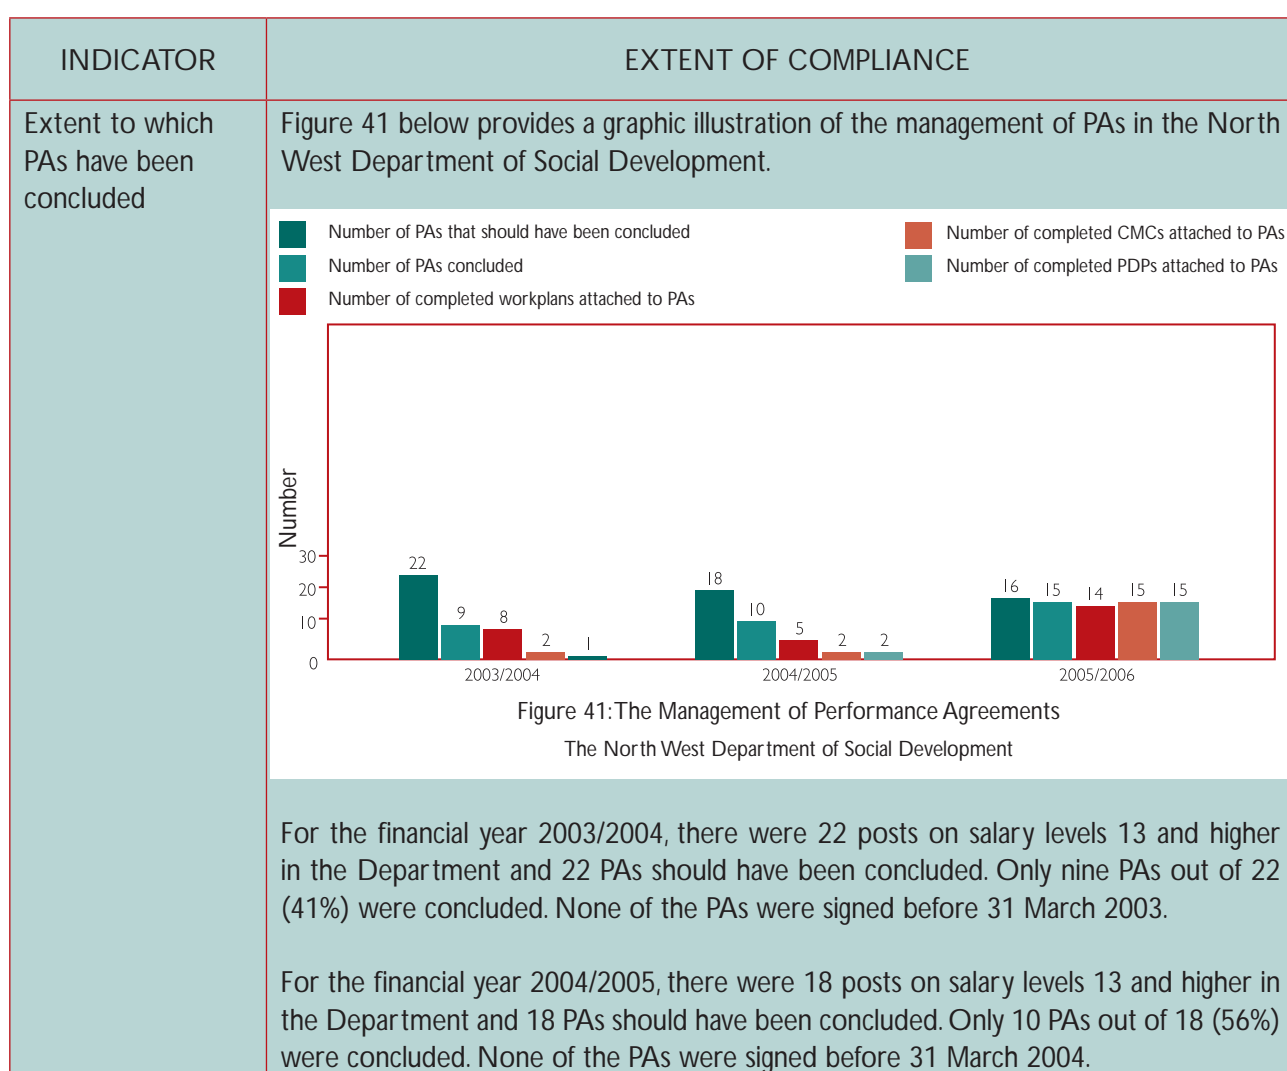 INDICATOR
EXTENT OF COMPLIANCE
Extent to which
PAs have been
concluded
Figure 41 below provides a graphic illustration of the management of PAs in the North
West Department of Social Development.
Number of PAs that should have been concluded
Number of PAs concluded
Number of completed workplans attached to PAs
Number of completed CMCs attached to PAs
Number of completed PDPs attached to PAs
Number
30
20
10
0
22
9
8
2
1
18
10
5
2
2
16
15
14
15
15
2003/2004
2004/2005
2005/2006
Figure 41: The Management of Performance Agreements
The North West Department of Social Development
For the financial year 2003/2004, there were 22 posts on salary levels 13 and higher
in the Department and 22 PAs should have been concluded. Only nine PAs out of 22
(41%) were concluded. None of the PAs were signed before 31 March 2003.
For the financial year 2004/2005, there were 18 posts on salary levels 13 and higher in
the Department and 18 PAs should have been concluded. Only 10 PAs out of 18 (56%)
were concluded. None of the PAs were signed before 31 March 2004.